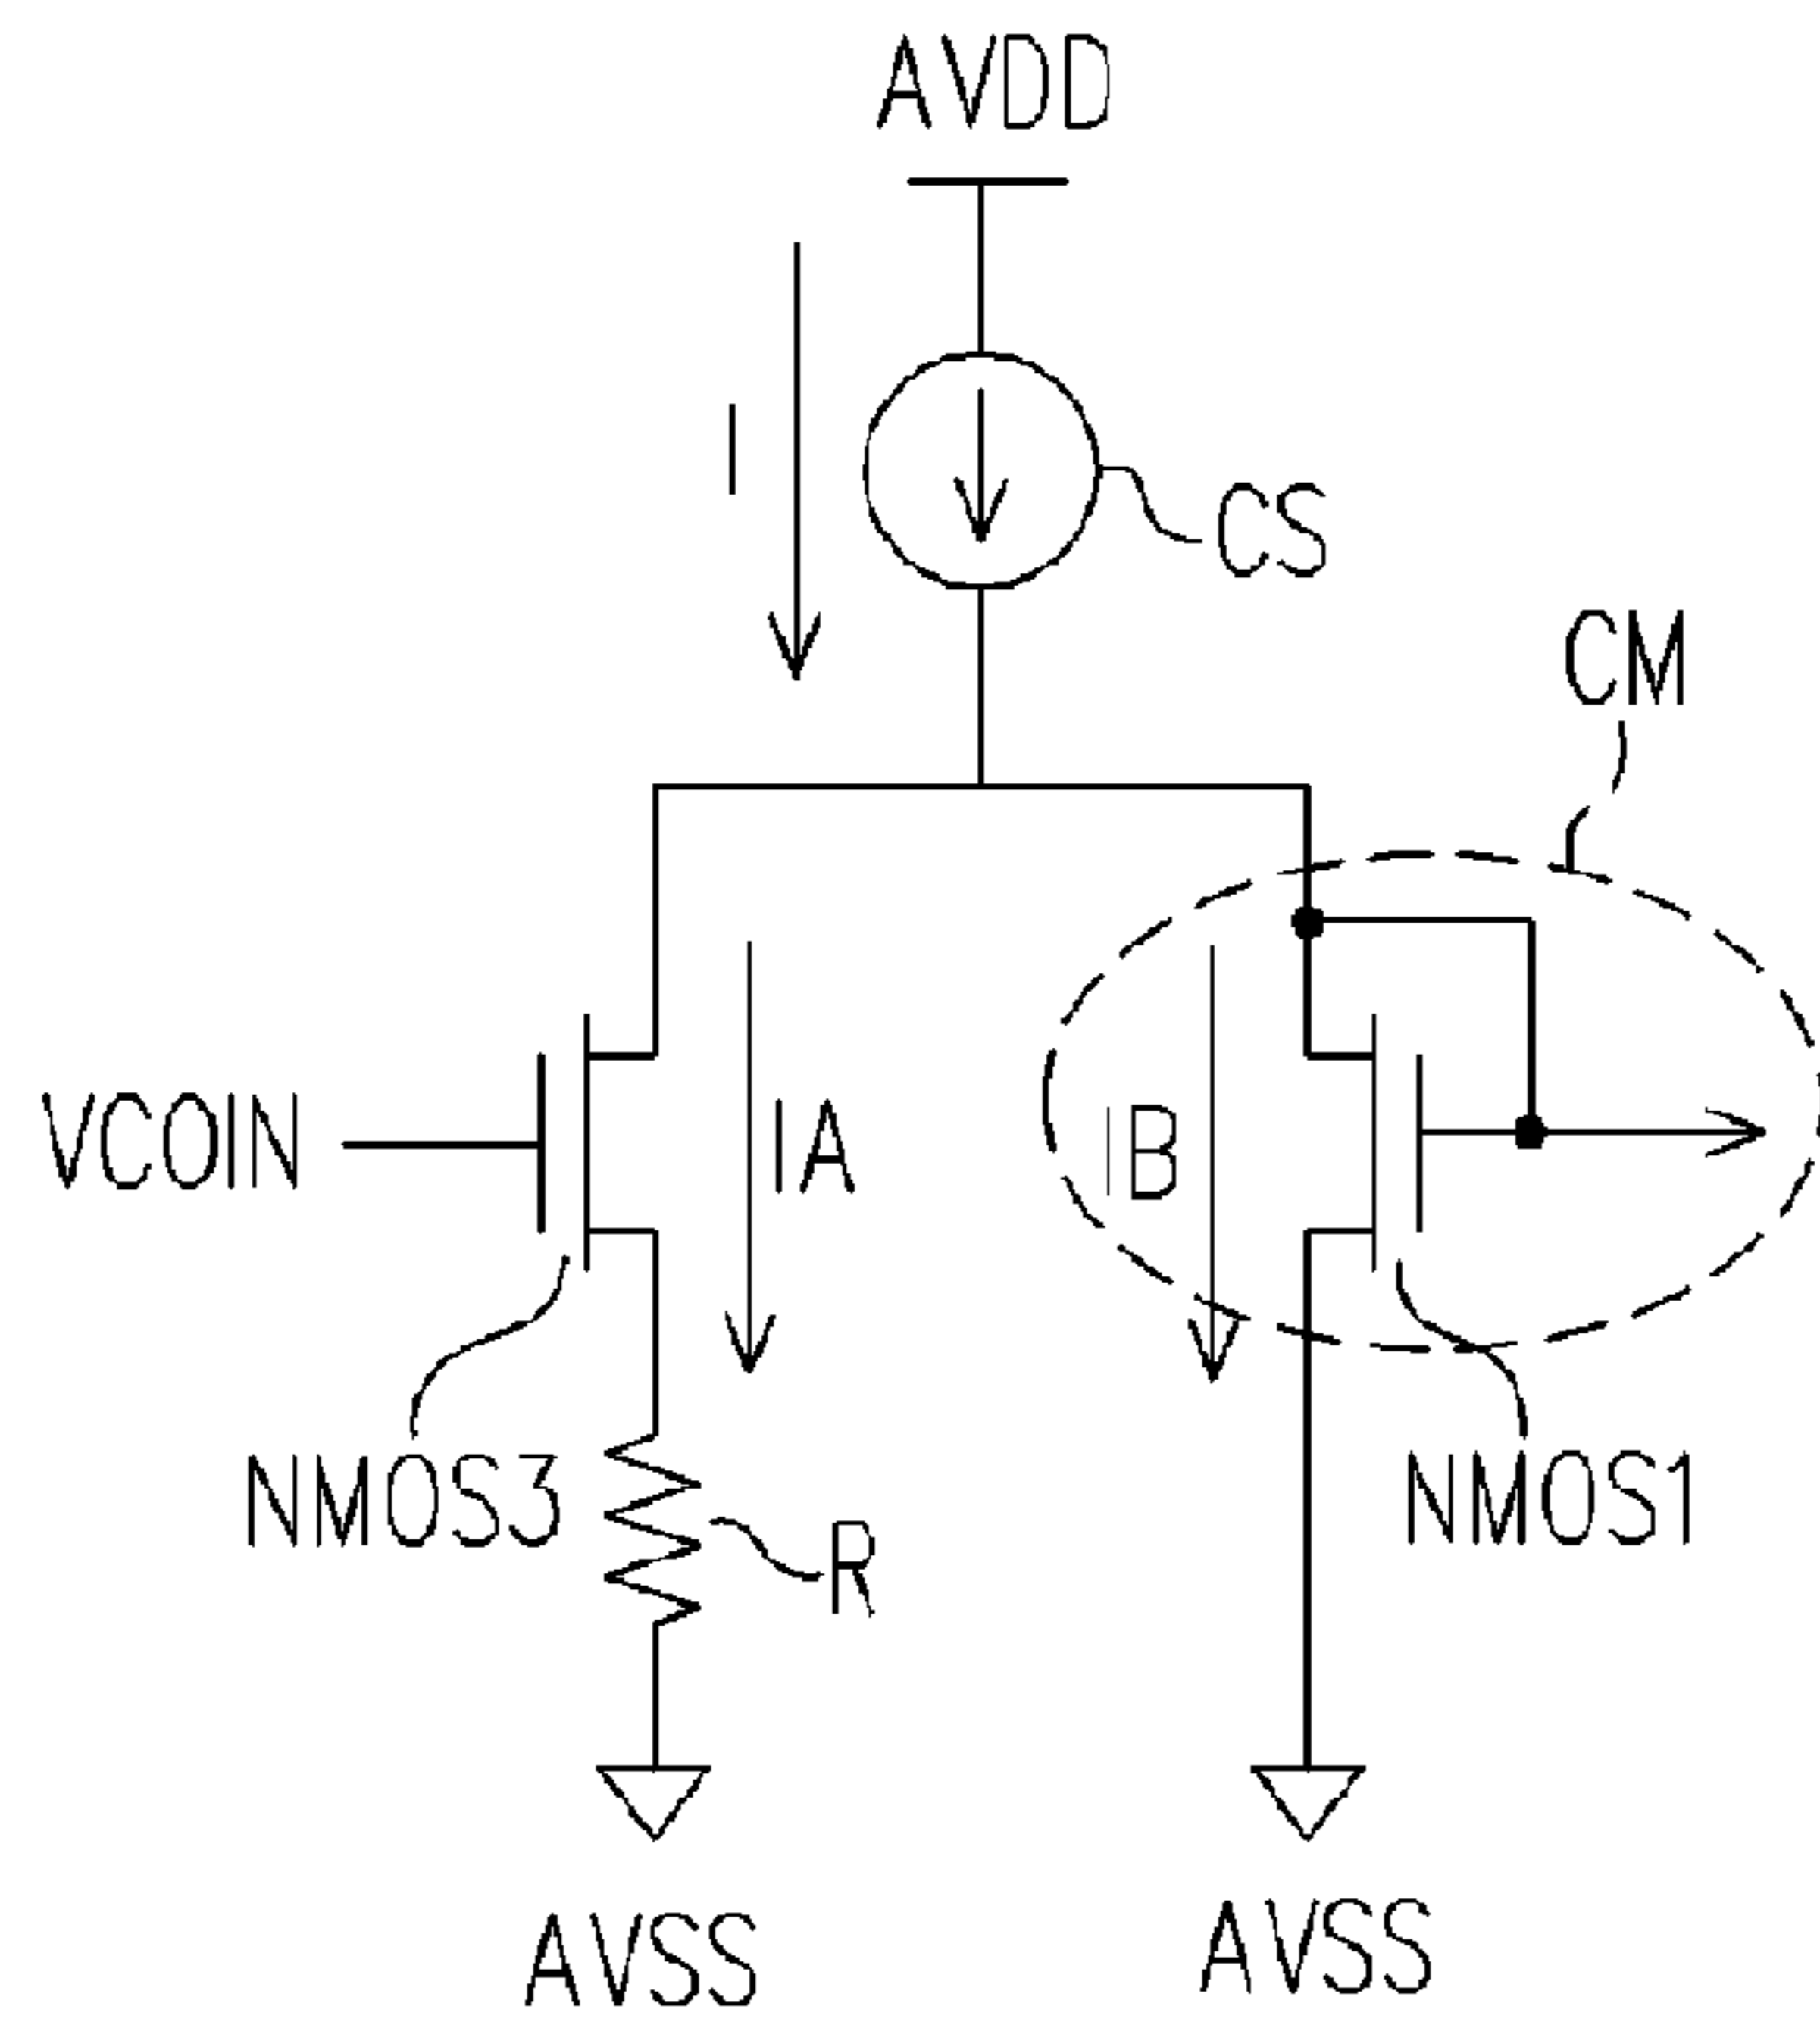 AVDD
I
CS
CM
VCOIN
IA
IB
NMOS3
R
NMOS1
AVSS
AVSS